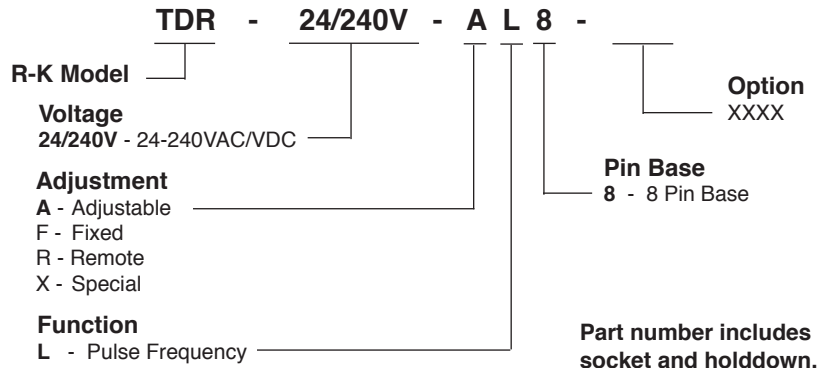 TDR - 24/240V - A L 8 -
R-K Model
Option
XXXX
Voltage
24/240V - 24-240VAC/VDC
Pin Base
8 - 8 Pin Base
Adjustment
A - Adjustable
F - Fixed
R - Remote
X - Special
Function
L - Pulse Frequency
Part number includes
socket and holddown.